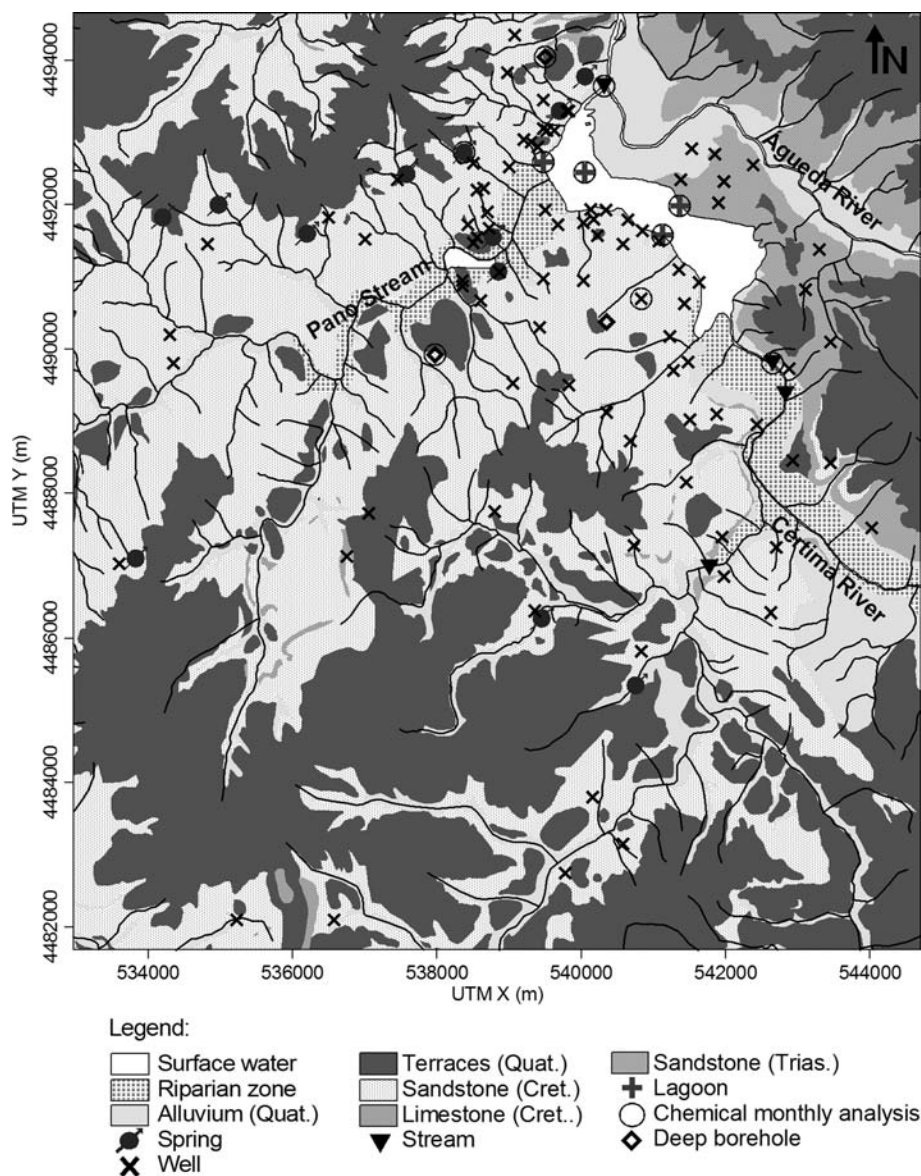 4494000
4492000
4490000
4488000
4486000
4484000
4482000
UTM Y (m)
N
Águeda River
Pano Stream
Cértima River
534000 536000 538000 540000 542000 544000
UTM X (m)
Legend:
Surface water Terraces (Quat.) Sandstone (Trias.)
Riparian zone Sandstone (Cret.) Lagoon
Alluvium (Quat.) Limestone (Cret..) Chemical monthly analysis
Spring Stream Deep borehole
Well